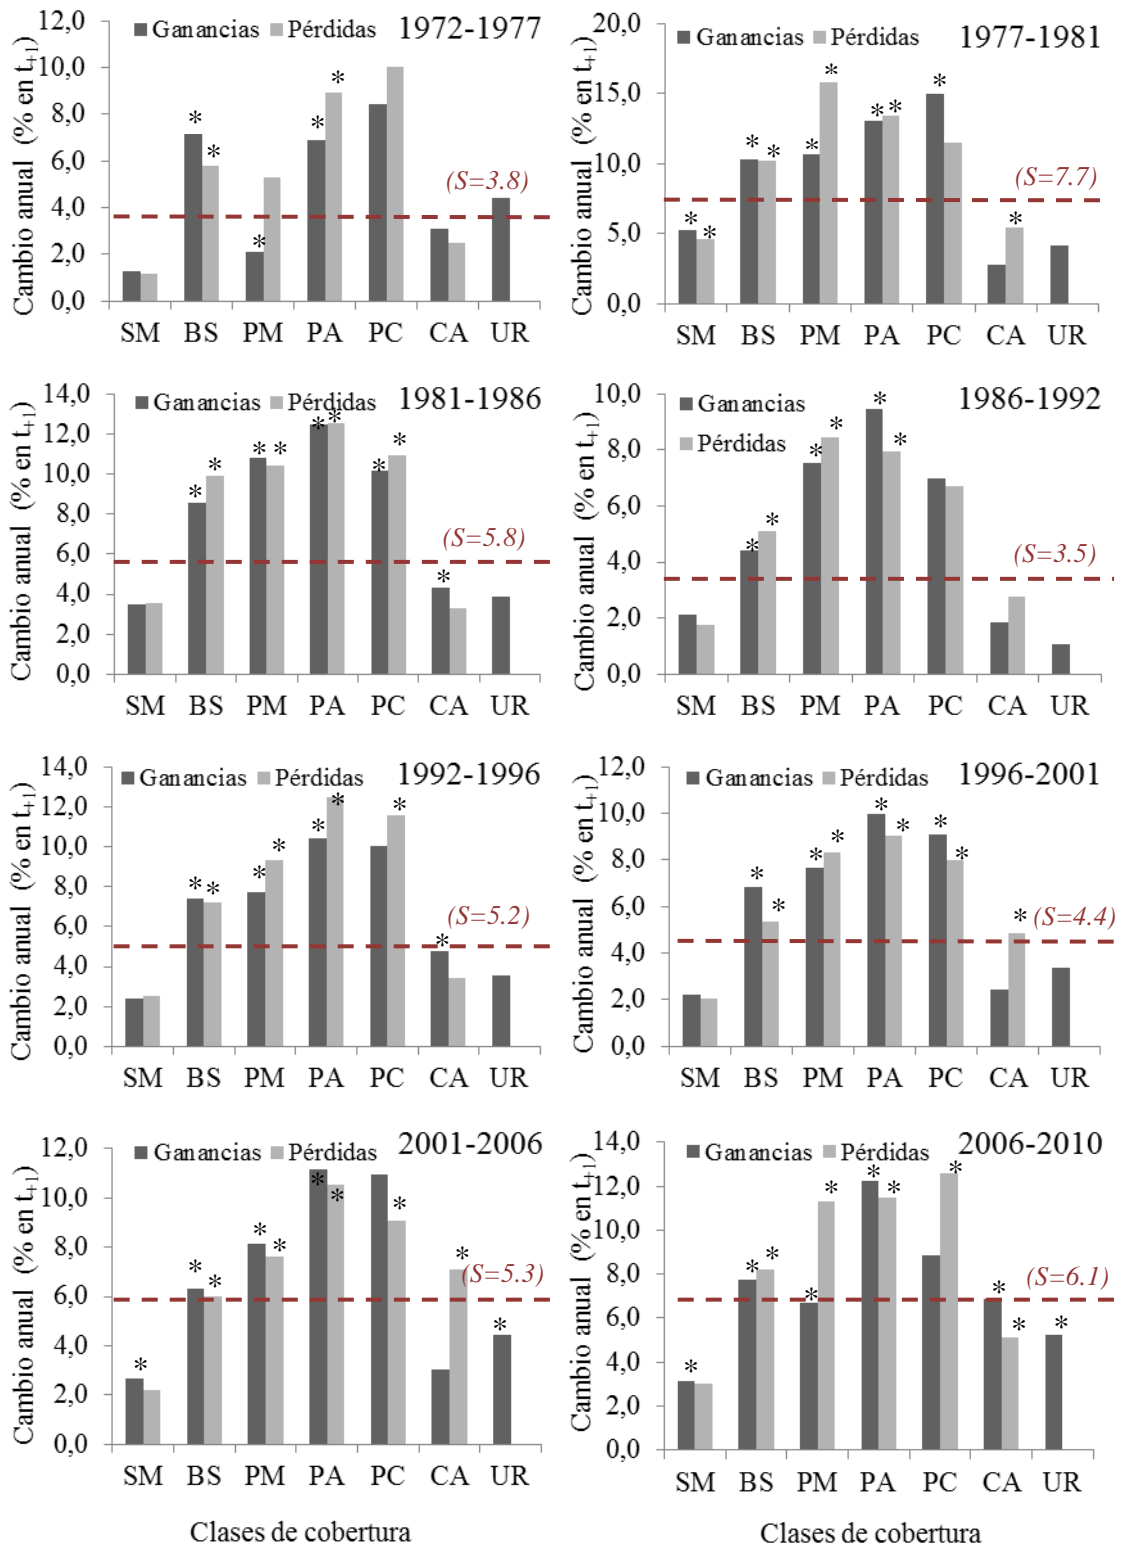 Ganancias Pérdidas 1972-1977
Cambio anual (% en t+1)
12,0
10,0
8,0
6,0
4,0
2,0
0,0
(S=3.8)
* * * * *
SM BS PM PA PC CA UR
Ganancias Pérdidas 1977-1981
Cambio anual (% en t+1)
20,0
15,0
10,0
5,0
0,0
(S=7.7)
* * * * * * * * * *
SM BS PM PA PC CA UR
Ganancias Pérdidas 1981-1986
Cambio anual (% en t+1)
14,0
12,0
10,0
8,0
6,0
4,0
2,0
0,0
(S=5.8)
* * * * * * * * *
SM BS PM PA PC CA UR
Ganancias 1986-1992
Pérdidas
Cambio anual (% en t+1)
10,0
8,0
6,0
4,0
2,0
0,0
(S=3.5)
* * * * * *
SM BS PM PA PC CA UR
Ganancias Pérdidas 1992-1996
Cambio anual (% en t+1)
14,0
12,0
10,0
8,0
6,0
4,0
2,0
0,0
(S=5.2)
* * * * * * * *
SM BS PM PA PC CA UR
Ganancias Pérdidas 1996-2001
Cambio anual (% en t+1)
12,0
10,0
8,0
6,0
4,0
2,0
0,0
(S=4.4)
* * * * * * * * *
SM BS PM PA PC CA UR
Ganancias Pérdidas 2001-2006
Cambio anual (% en t+1)
12,0
10,0
8,0
6,0
4,0
2,0
0,0
(S=5.3)
* * * * * * * * * *
SM BS PM PA PC CA UR
Clases de cobertura
Ganancias Pérdidas 2006-2010
Cambio anual (% en t+1)
14,0
12,0
10,0
8,0
6,0
4,0
2,0
0,0
(S=6.1)
* * * * * * * * * * *
SM BS PM PA PC CA UR
Clases de cobertura